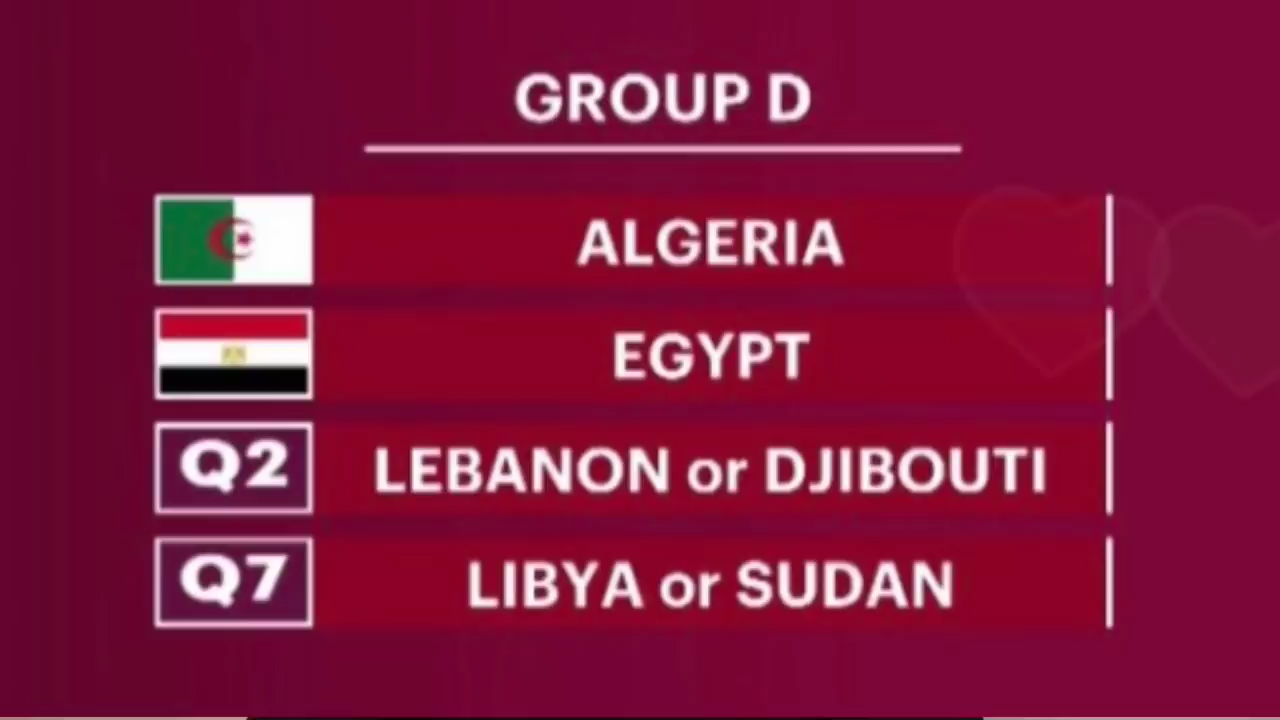 GROUP D
ALGERIA
EGYPT
Q2 LEBANON or DJIBOUTI
Q7 LIBYA or SUDAN